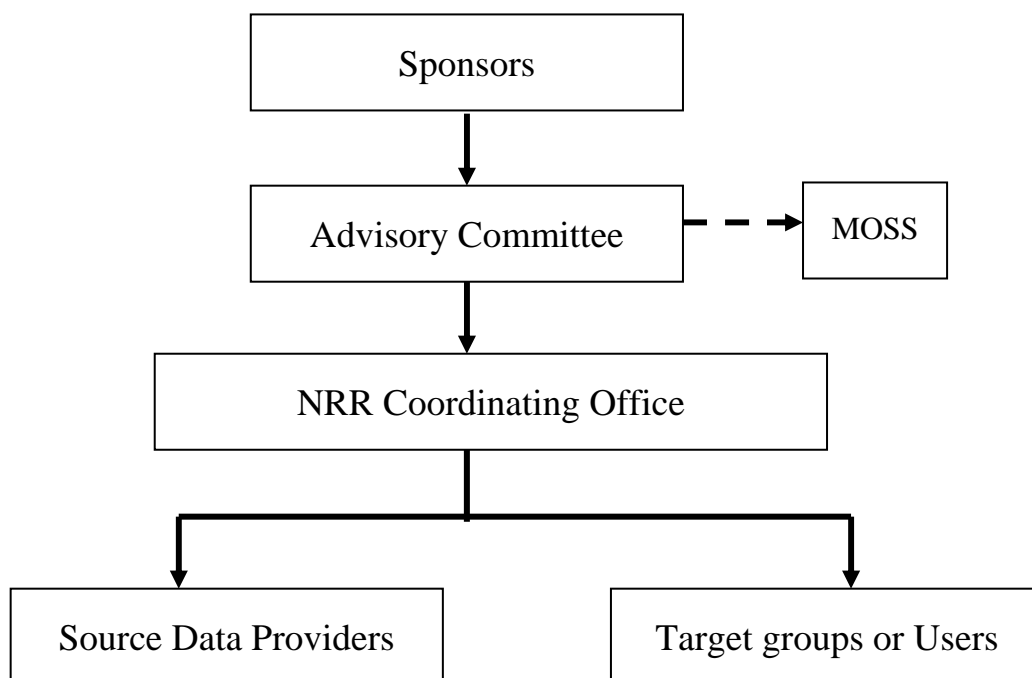 Sponsors
Advisory Committee
MOSS
NRR Coordinating Office
Source Data Providers
Target groups or Users